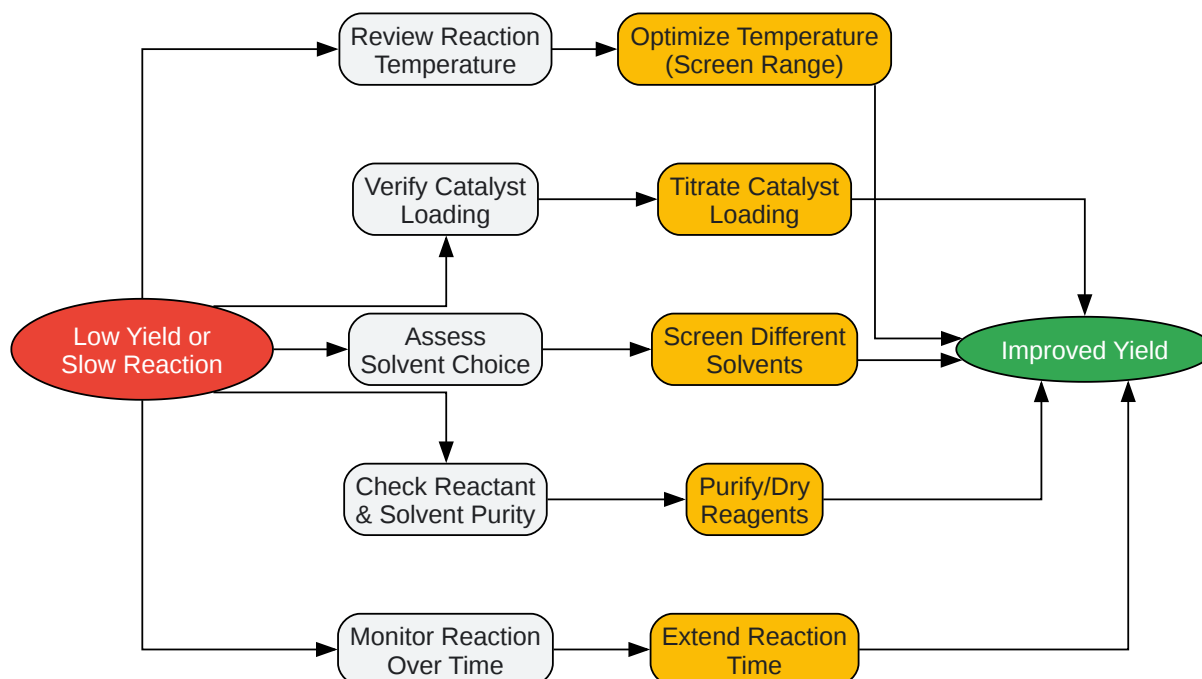 Review Reaction
Temperature
Optimize Temperature
(Screen Range)
Verify Catalyst
Loading
Titrate Catalyst
Loading
Low Yield or
Slow Reaction
Assess
Solvent Choice
Screen Different
Solvents
Improved Yield
Check Reactant
& Solvent Purity
Purify/Dry
Reagents
Monitor Reaction
Over Time
Extend Reaction
Time